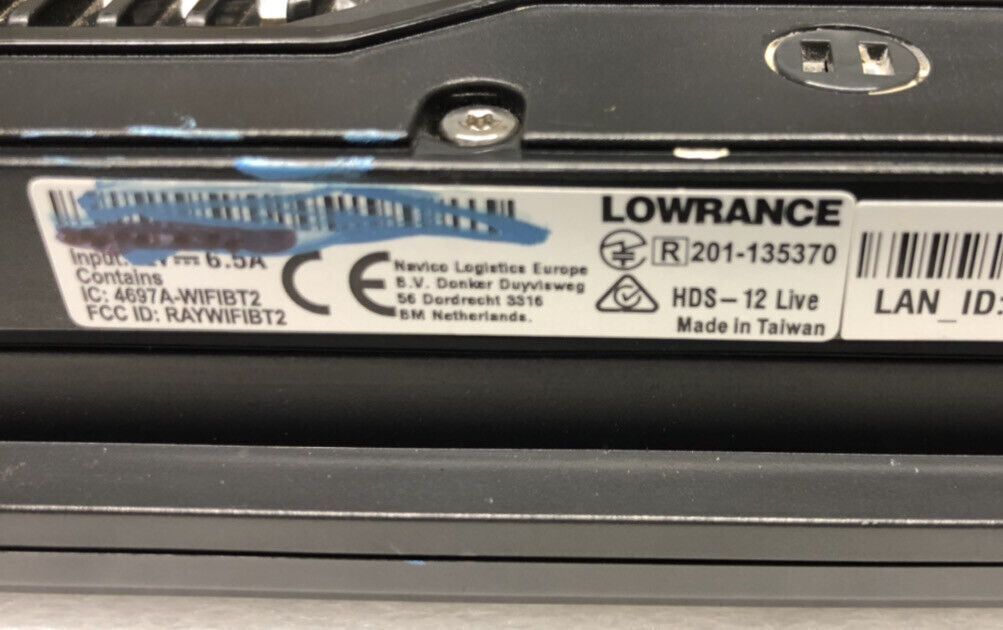 Input: 6.5A
Contains
IC: 4697A-WIFIBT2
FCC ID: RAYWIFIBT2
CE
Navico Logistics Europe
B.V. Donker Duyvisweg
56 Dordrecht 3316
BM Netherlands.
LOWRANCE
R 201-135370
HDS-12 Live
Made in Taiwan
LAN_ID: